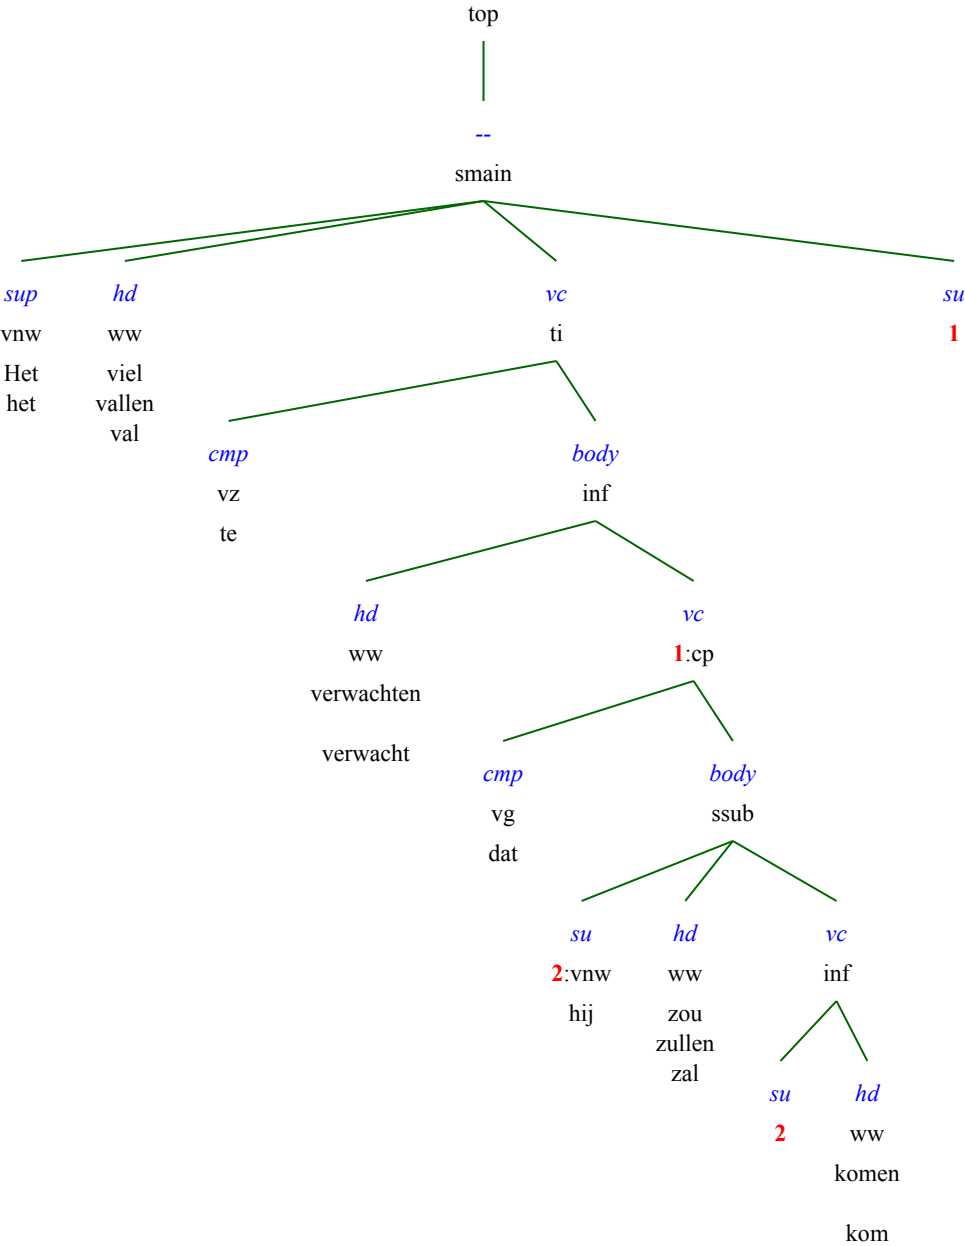 top
--
smain
sup hd vc su
vnw ww ti 1
Het viel
het vallen
val
cmp body
vz inf
te
hd vc
ww 1:cp
verwachten
verwacht
cmp body
vg ssub
dat
su hd vc
2:vnw ww inf
hij zou
zullen
zal
su hd
2 ww
komen
kom